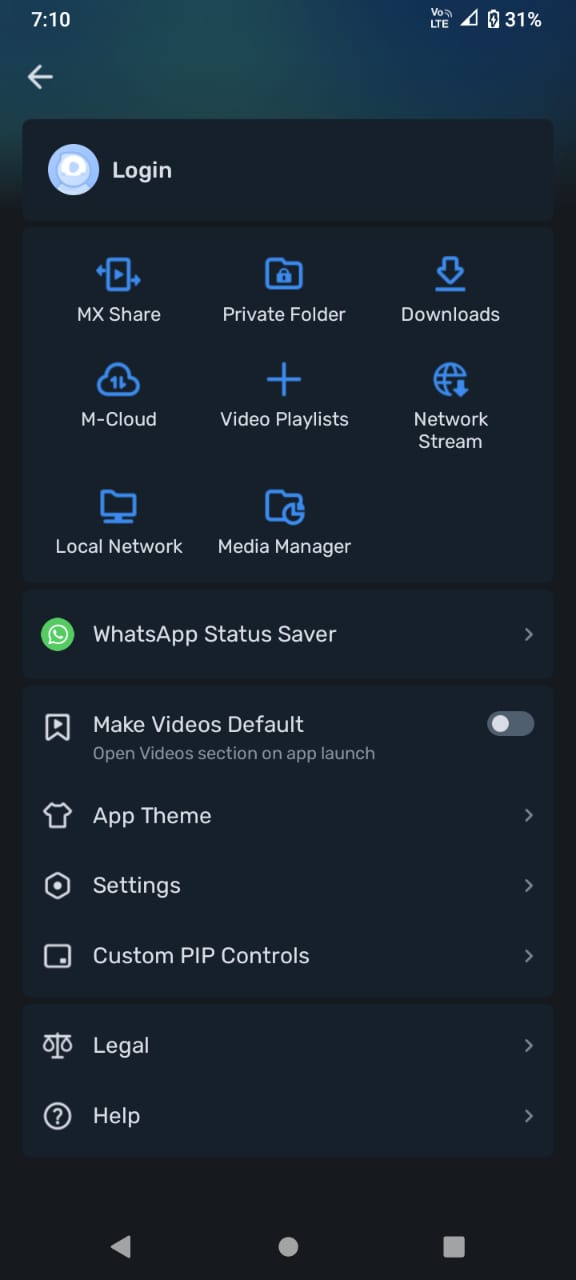 7:10
Vo LTE 31%
Login
MX Share Private Folder Downloads
M-Cloud Video Playlists Network
Stream
Local Network Media Manager
WhatsApp Status Saver
Make Videos Default
Open Videos section on app launch
App Theme
Settings
Custom PIP Controls
Legal
Help